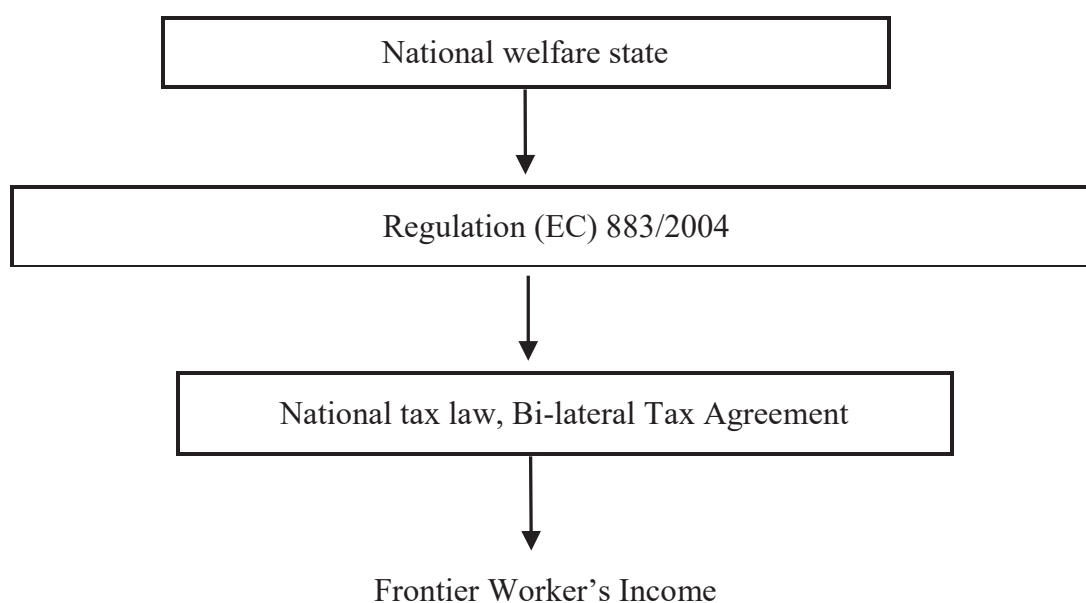 National welfare state
Regulation (EC) 883/2004
National tax law, Bi-lateral Tax Agreement
Frontier Worker’s Income